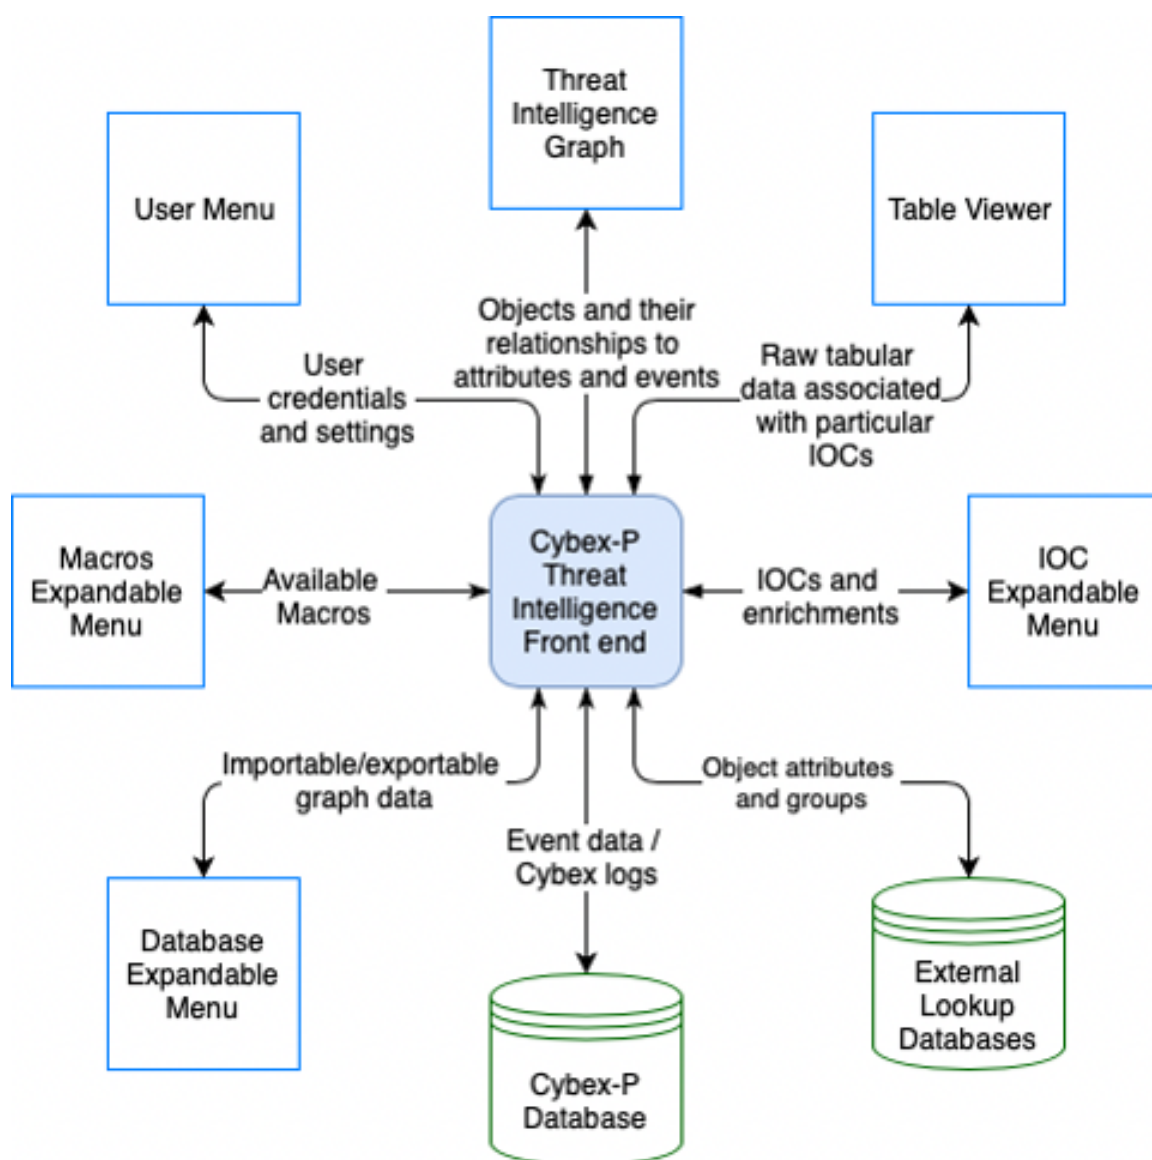 Threat
Intelligence
Graph
User Menu
Table Viewer
Objects and their
relationships to
attributes and events
User
credentials
and settings
Raw tabular
data associated
with particular
IOCs
Macros
Expandable
Menu
Available
Macros
Cybex-P
Threat
Intelligence
Front end
IOCs and
enrichments
IOC
Expandable
Menu
Importable/exportable
graph data
Object attributes
and groups
Event data /
Cybex logs
Database
Expandable
Menu
External
Lookup
Databases
Cybex-P
Database